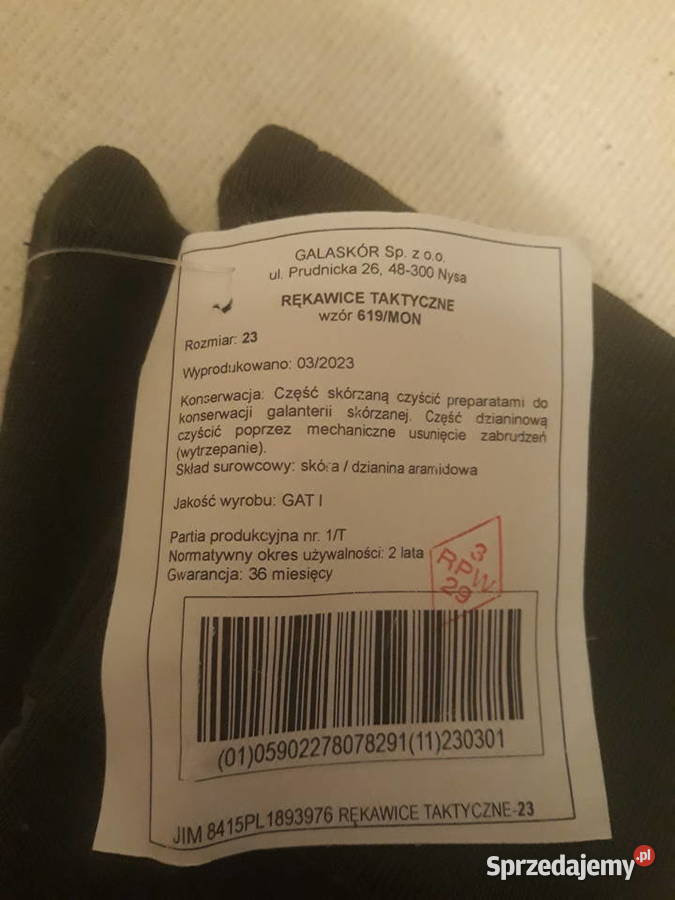 GALASKÓR Sp. z o.o.
ul. Prudnicka 26, 48-300 Nysa
RĘKAWICE TAKTYCZNE
wzór 619/MON
Rozmiar: 23
Wyprodukowano: 03/2023
Konserwacja: Część skórzaną czyścić preparatami do
konserwacji galanterii skórzanej. Część dzianinową
czyścić poprzez mechaniczne usunięcie zabrudzeń
(wytrzepanie).
Skład surowcowy: skóra / dzianina aramidowa
Jakość wyrobu: GAT I
Partia produkcyjna nr. 1/T
Normatywny okres używalności: 2 lata
Gwarancja: 36 miesięcy
3
RPW
29
(01)05902278078291(11)230301
JIM 8415PL1893976 RĘKAWICE TAKTYCZNE-23
Sprzedajemy.pl